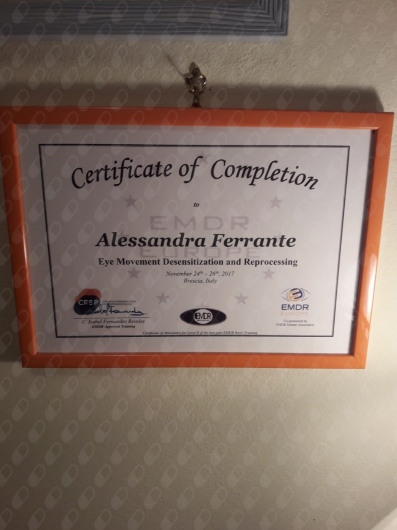 Certificate of Completion
to
EMDR
EUROPE
Alessandra Ferrante
Eye Movement Desensitization and Reprocessing
November 24th - 26th, 2017
Brescia, Italy
EMDR
EMDR
EMDR Approved Training